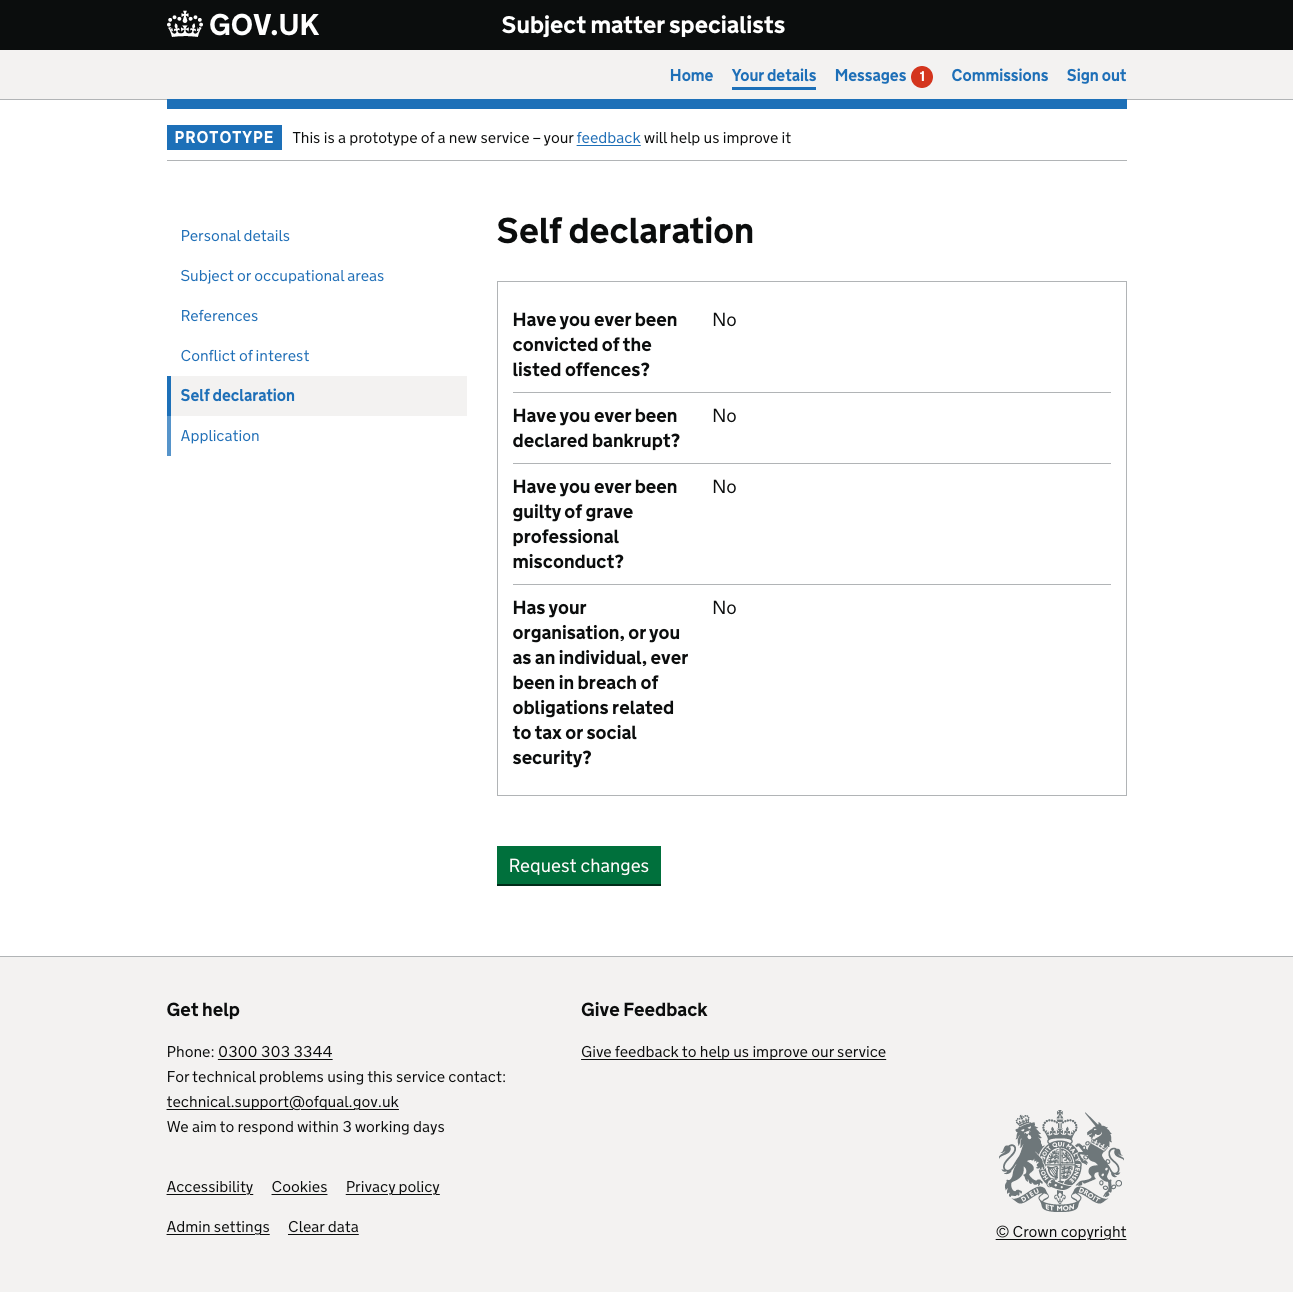 GOV.UK
Subject matter specialists
Home
Your details
Messages 1
Commissions
Sign out
PROTOTYPE
This is a prototype of a new service – your feedback will help us improve it
Personal details
Subject or occupational areas
References
Conflict of interest
Self declaration
Application
Self declaration
Have you ever been
convicted of the
listed offences?
No
Have you ever been
declared bankrupt?
No
Have you ever been
guilty of grave
professional
misconduct?
No
Has your
organisation, or you
as an individual, ever
been in breach of
obligations related
to tax or social
security?
No
Request changes
Get help
Phone: 0300 303 3344
For technical problems using this service contact:
technical.support@ofqual.gov.uk
We aim to respond within 3 working days
Accessibility
Cookies
Privacy policy
Admin settings
Clear data
Give Feedback
Give feedback to help us improve our service
DIEU
ET MON
DROIT
© Crown copyright